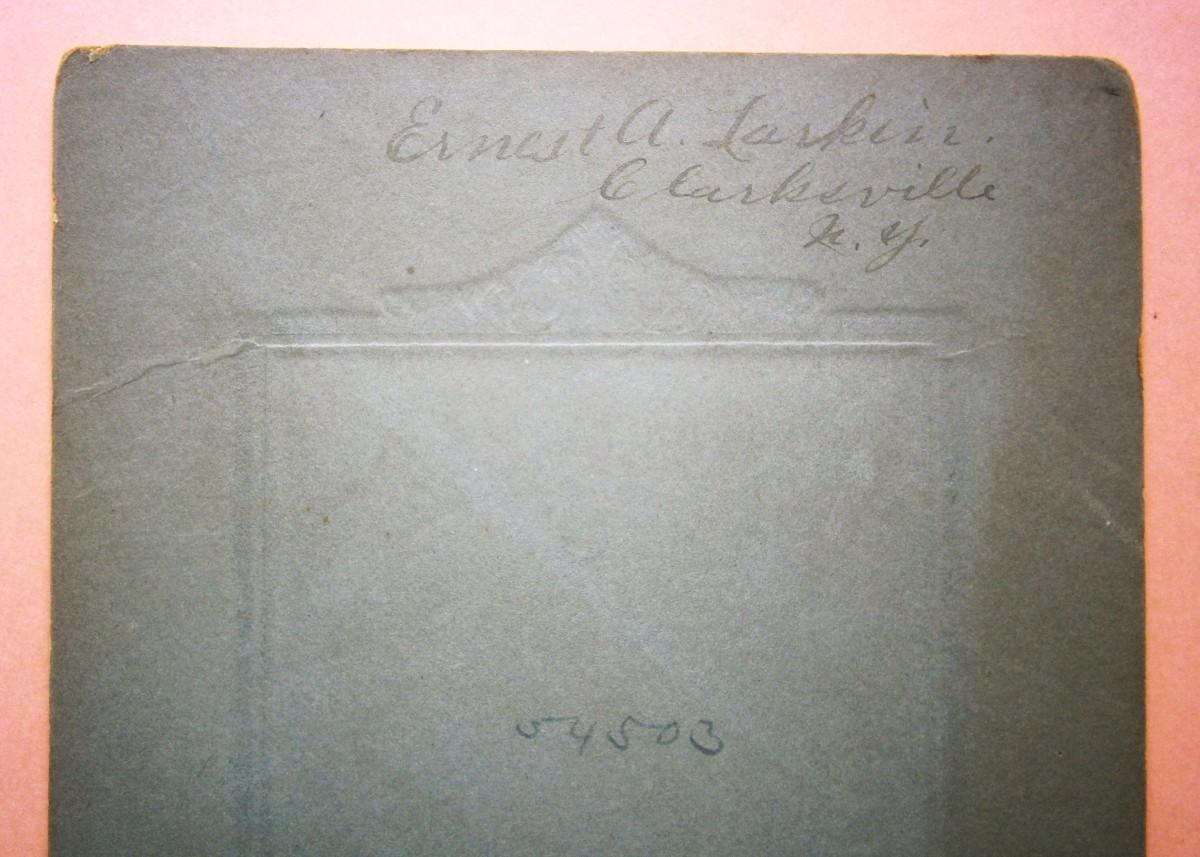 Ernest A. Larkin.
Clarksville
N. Y.
54503